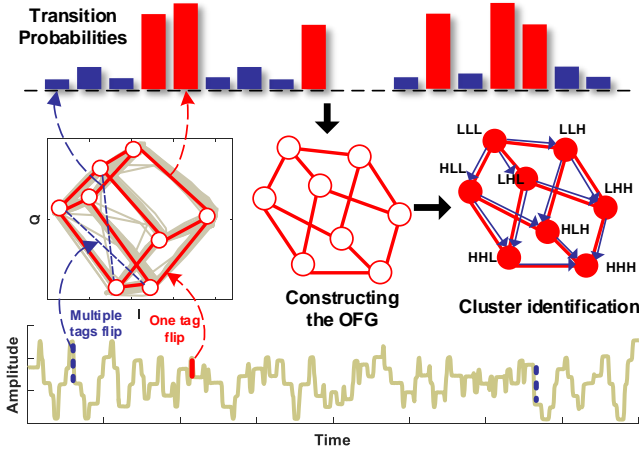 Transition
Probabilities
LLL
LLH
HLL
LHL
LHH
HLH
HHL
HHH
Q
I
Multiple
tags flip
One tag
flip
Constructing
the OFG
Cluster identification
Amplitude
Time